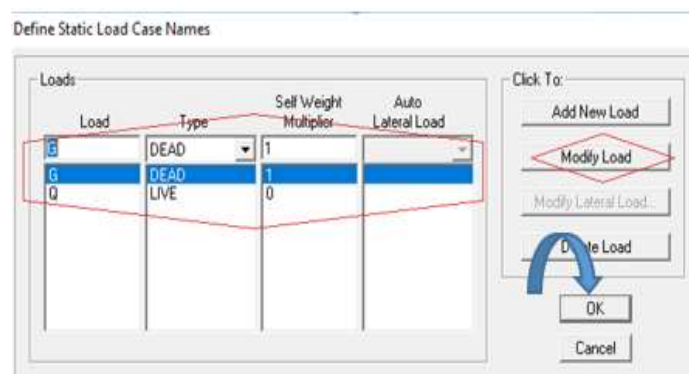 Define Static Load Case Names
Loads
Click To:
Load Type Self Weight Multiplier Auto Lateral Load
G DEAD 1
G DEAD 1
Q LIVE 0
Add New Load
Modify Load
Modify Lateral Load...
Load
OK
Cancel